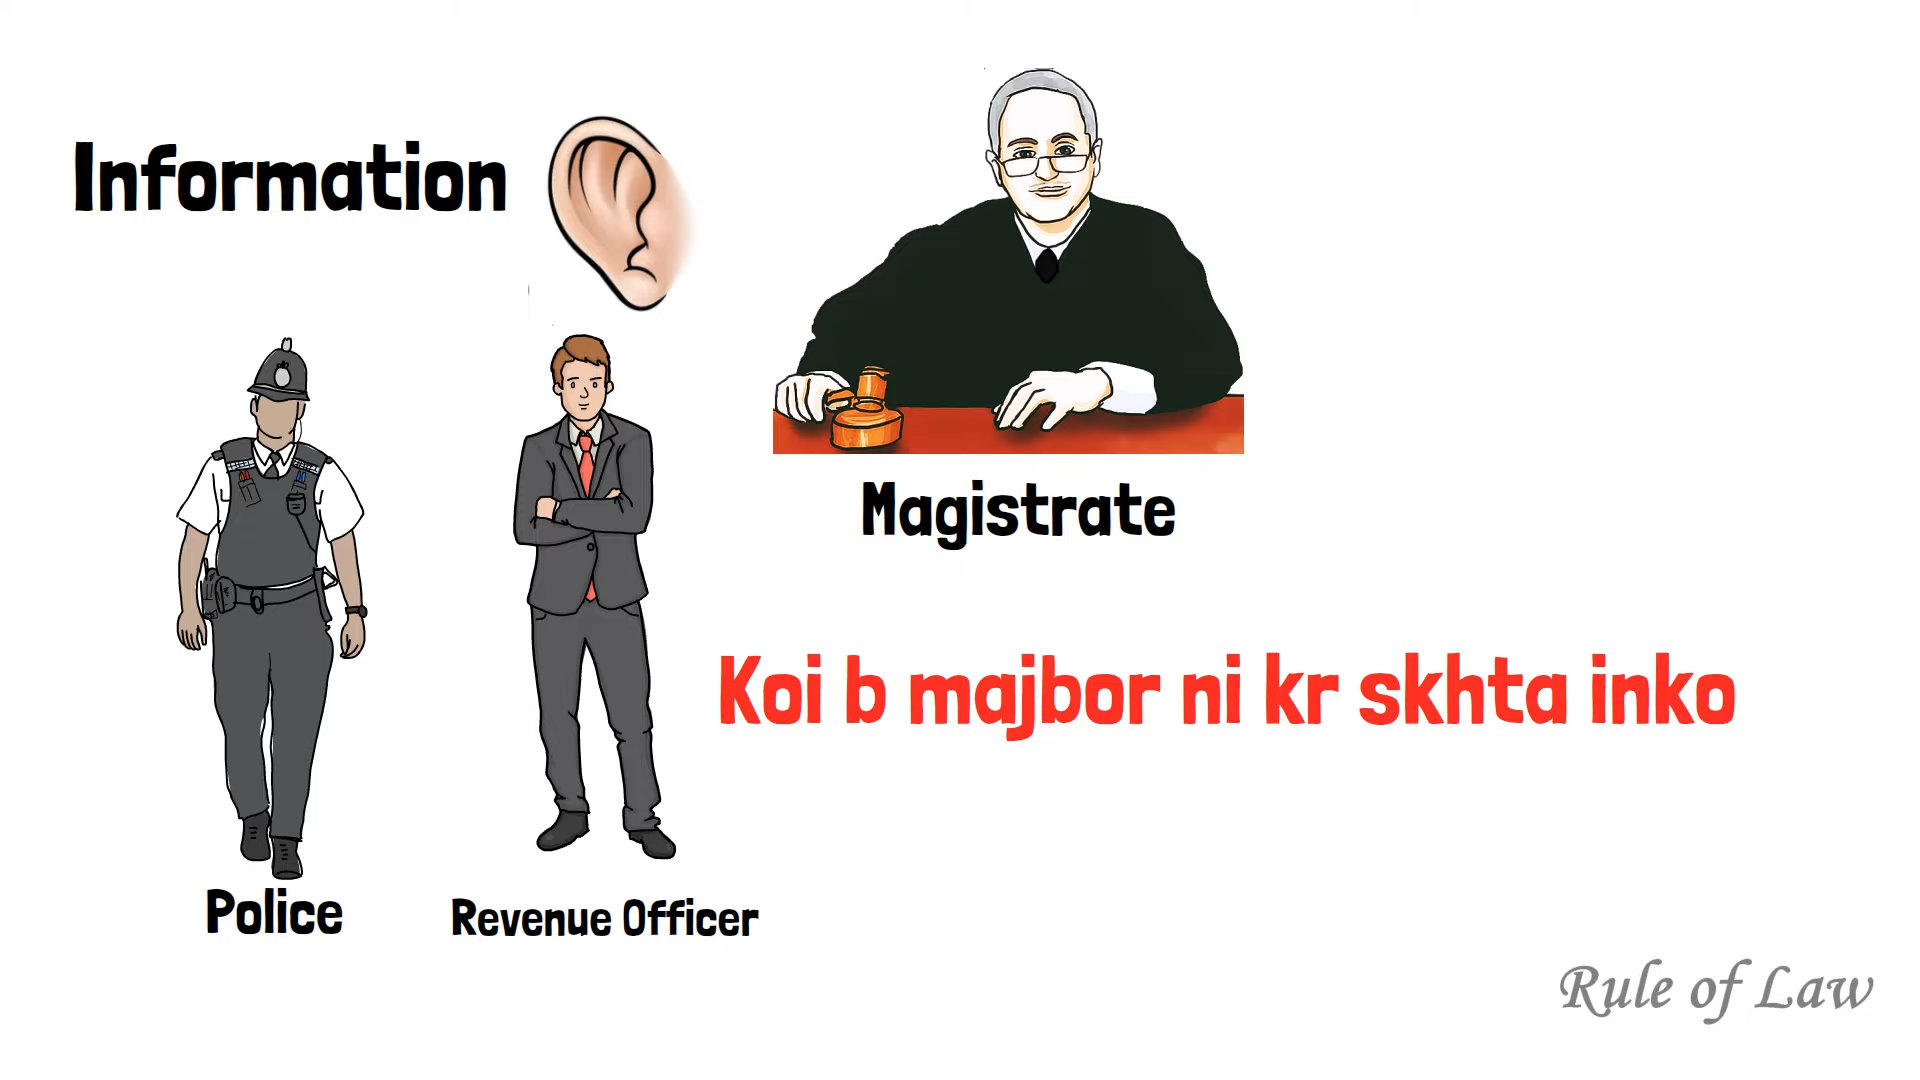 Information
Magistrate
Koi b majbor ni kr skhta inko
Police
Revenue Officer
Rule of Law